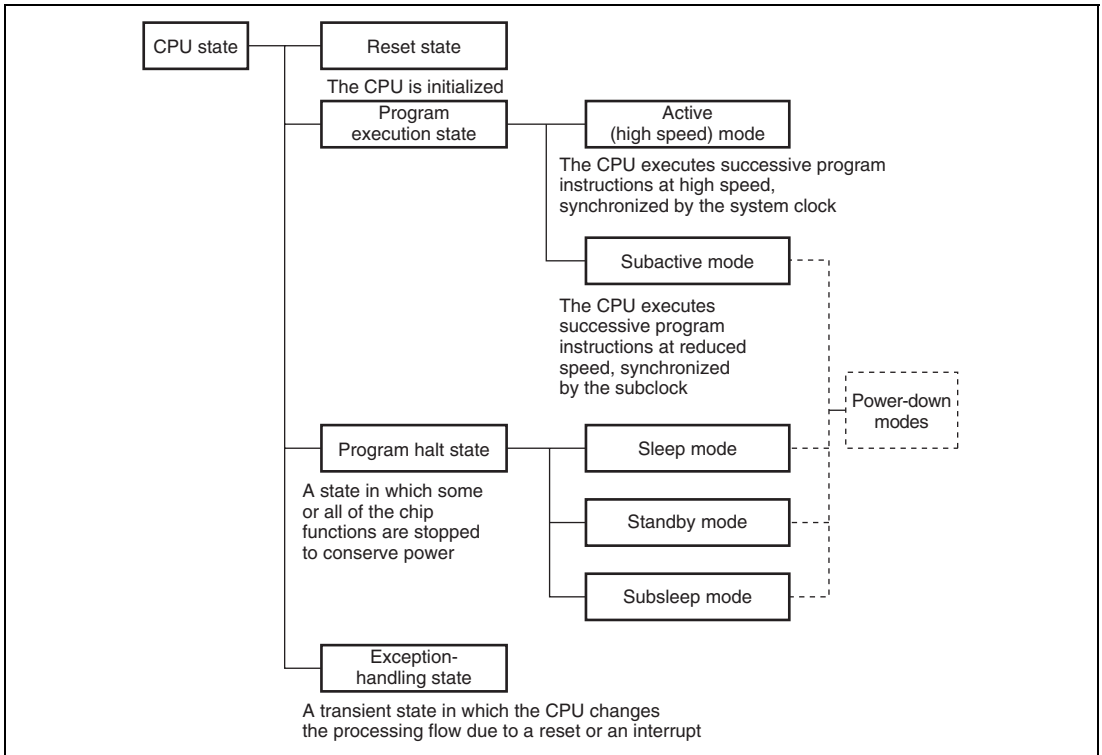 CPU state
Reset state
The CPU is initialized
Program
execution state
Active
(high speed) mode
The CPU executes successive program
instructions at high speed,
synchronized by the system clock
Subactive mode
The CPU executes
successive program
instructions at reduced
speed, synchronized
by the subclock
Power-down
modes
Program halt state
A state in which some
or all of the chip
functions are stopped
to conserve power
Sleep mode
Standby mode
Subsleep mode
Exception-
handling state
A transient state in which the CPU changes
the processing flow due to a reset or an interrupt